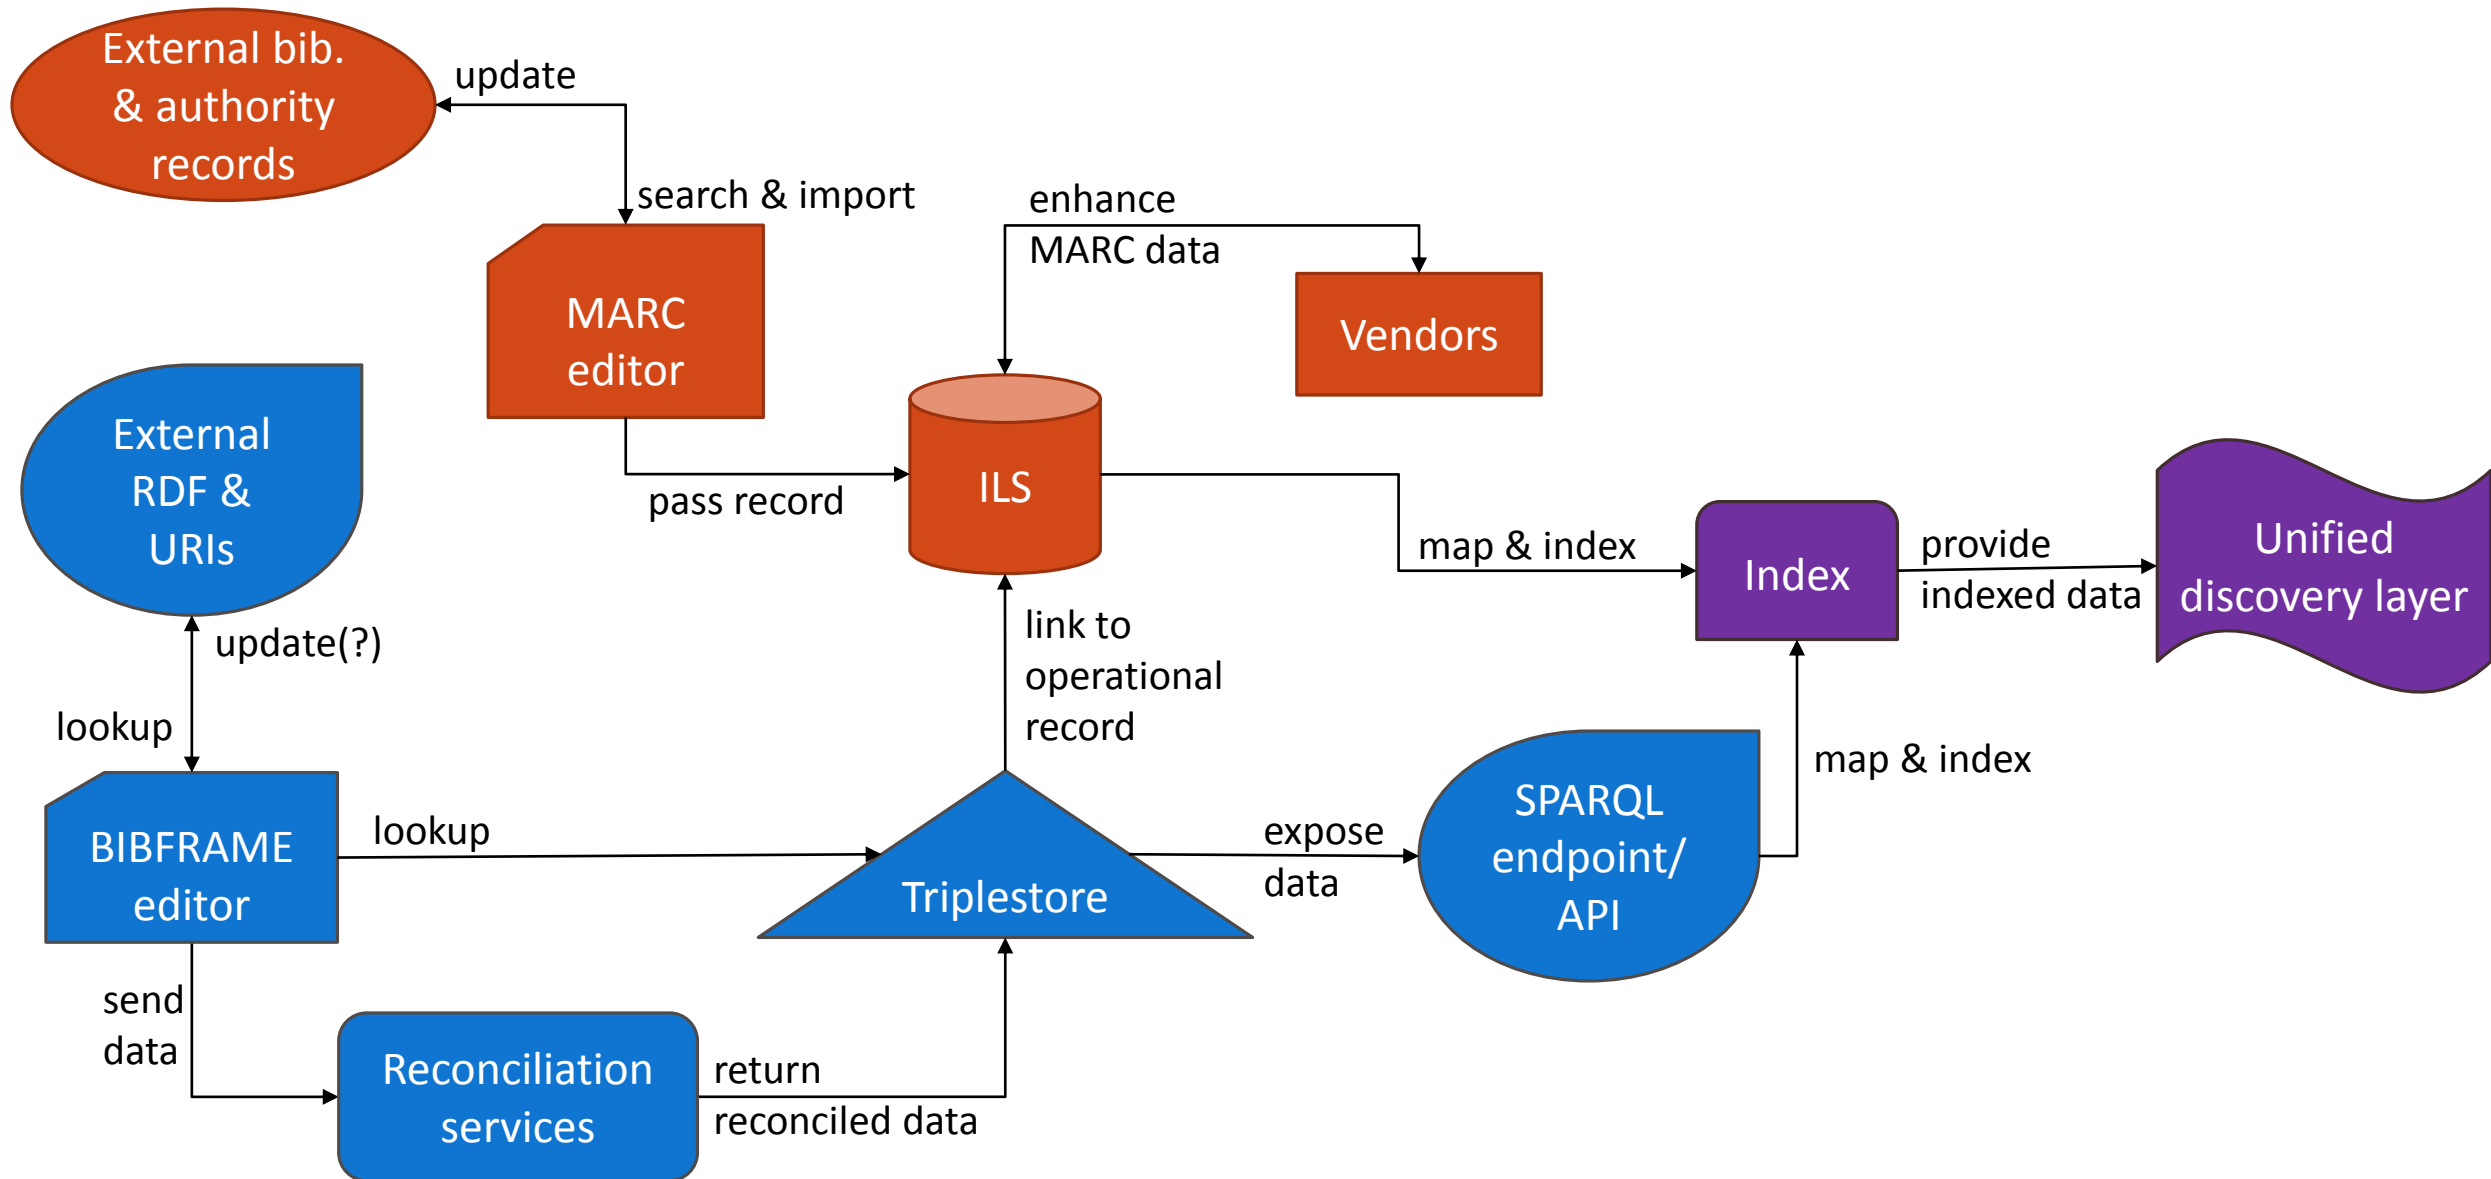 External bib.
& authority
records
update
search & import
MARC
editor
pass record
enhance
MARC data
Vendors
ILS
External
RDF &
URIs
update(?)
lookup
BIBFRAME
editor
lookup
send
data
Reconciliation
services
return
reconciled data
Triplestore
link to
operational
record
expose
data
SPARQL
endpoint/
API
map & index
map & index
Index
provide
indexed data
Unified
discovery layer